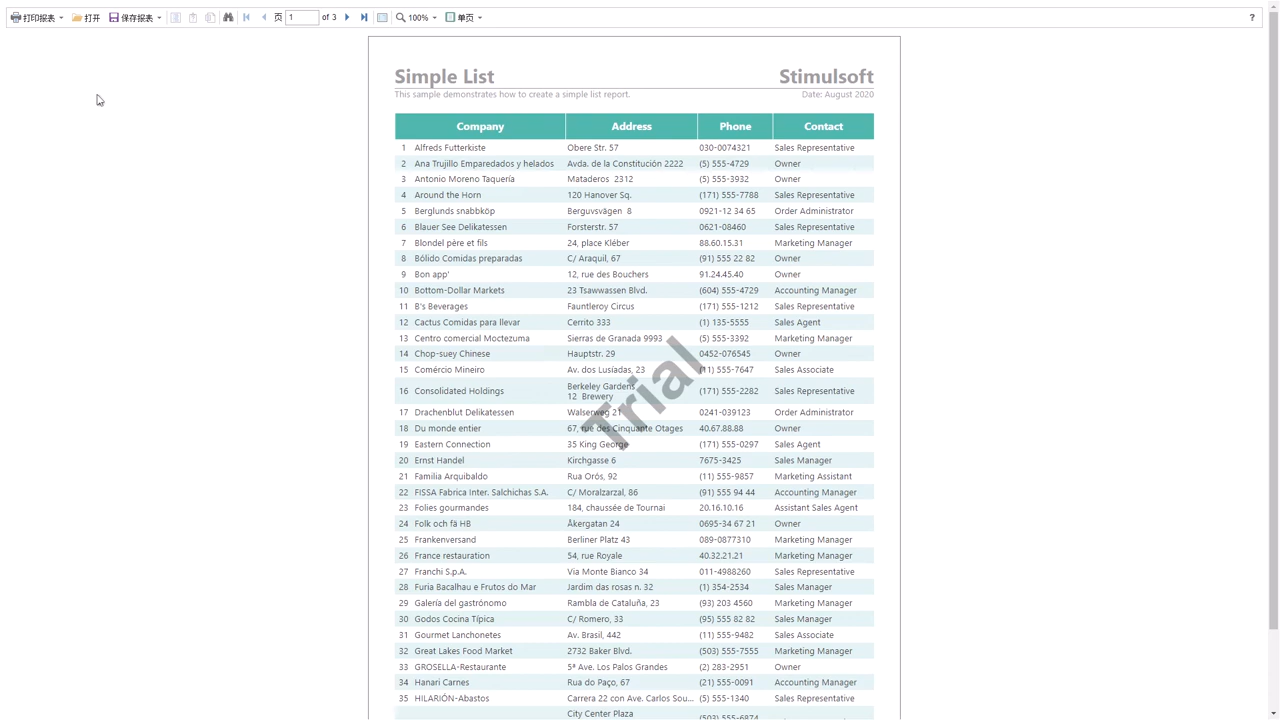 打印报表 打开 保存报表 页 1 of 3 100% 单页 ?
Simple List Stimulsoft
This sample demonstrates how to create a simple list report. Date: August 2020
Company Address Phone Contact
1 Alfreds Futterkiste Obere Str. 57 030-0074321 Sales Representative
2 Ana Trujillo Emparedados y helados Avda. de la Constitución 2222 (5) 555-4729 Owner
3 Antonio Moreno Taquería Mataderos 2312 (5) 555-3932 Owner
4 Around the Horn 120 Hanover Sq. (171) 555-7788 Sales Representative
5 Berglunds snabbköp Berguvsvägen 8 0921-12 34 65 Order Administrator
6 Blauer See Delikatessen Forsterstr. 57 0621-08460 Sales Representative
7 Blondel père et fils 24, place Kléber 88.60.15.31 Marketing Manager
8 Bólido Comidas preparadas C/ Araquil, 67 (91) 555 22 82 Owner
9 Bon app' 12, rue des Bouchers 91.24.45.40 Owner
10 Bottom-Dollar Markets 23 Tsawwassen Blvd. (604) 555-4729 Accounting Manager
11 B's Beverages Fauntleroy Circus (171) 555-1212 Sales Representative
12 Cactus Comidas para llevar Cerrito 333 (1) 135-5555 Sales Agent
13 Centro comercial Moctezuma Sierras de Granada 9993 (5) 555-3392 Marketing Manager
14 Chop-suey Chinese Hauptstr. 29 0452-076545 Owner
15 Comércio Mineiro Av. dos Lusíadas, 23 (11) 555-7647 Sales Associate
16 Consolidated Holdings Berkeley Gardens (171) 555-2282 Sales Representative
12 Brewery
17 Drachenblut Delikatessen Walserweg 21 0241-039123 Order Administrator
18 Du monde entier 67, rue des Cinquante Otages 40.67.88.88 Owner
19 Eastern Connection 35 King George (171) 555-0297 Sales Agent
20 Ernst Handel Kirchgasse 6 7675-3425 Sales Manager
21 Familia Arquibaldo Rua Orós, 92 (11) 555-9857 Marketing Assistant
22 FISSA Fabrica Inter. Salchichas S.A. C/ Moralzarzal, 86 (91) 555 94 44 Accounting Manager
23 Folies gourmandes 184, chaussée de Tournai 20.16.10.16 Assistant Sales Agent
24 Folk och fä HB Åkergatan 24 0695-34 67 21 Owner
25 Frankenversand Berliner Platz 43 089-0877310 Marketing Manager
26 France restauration 54, rue Royale 40.32.21.21 Marketing Manager
27 Franchi S.p.A. Via Monte Bianco 34 011-4988260 Sales Representative
28 Furia Bacalhau e Frutos do Mar Jardim das rosas n. 32 (1) 354-2534 Sales Manager
29 Galería del gastrónomo Rambla de Cataluña, 23 (93) 203 4560 Marketing Manager
30 Godos Cocina Típica C/ Romero, 33 (95) 555 82 82 Sales Manager
31 Gourmet Lanchonetes Av. Brasil, 442 (11) 555-9482 Sales Associate
32 Great Lakes Food Market 2732 Baker Blvd. (503) 555-7555 Marketing Manager
33 GROSELLA-Restaurante 5ª Ave. Los Palos Grandes (2) 283-2951 Owner
34 Hanari Carnes Rua do Paço, 67 (21) 555-0091 Accounting Manager
35 HILARIÓN-Abastos Carrera 22 con Ave. Carlos Sou... (5) 555-1340 Sales Representative
City Center Plaza
(503) 555-6874
Trial